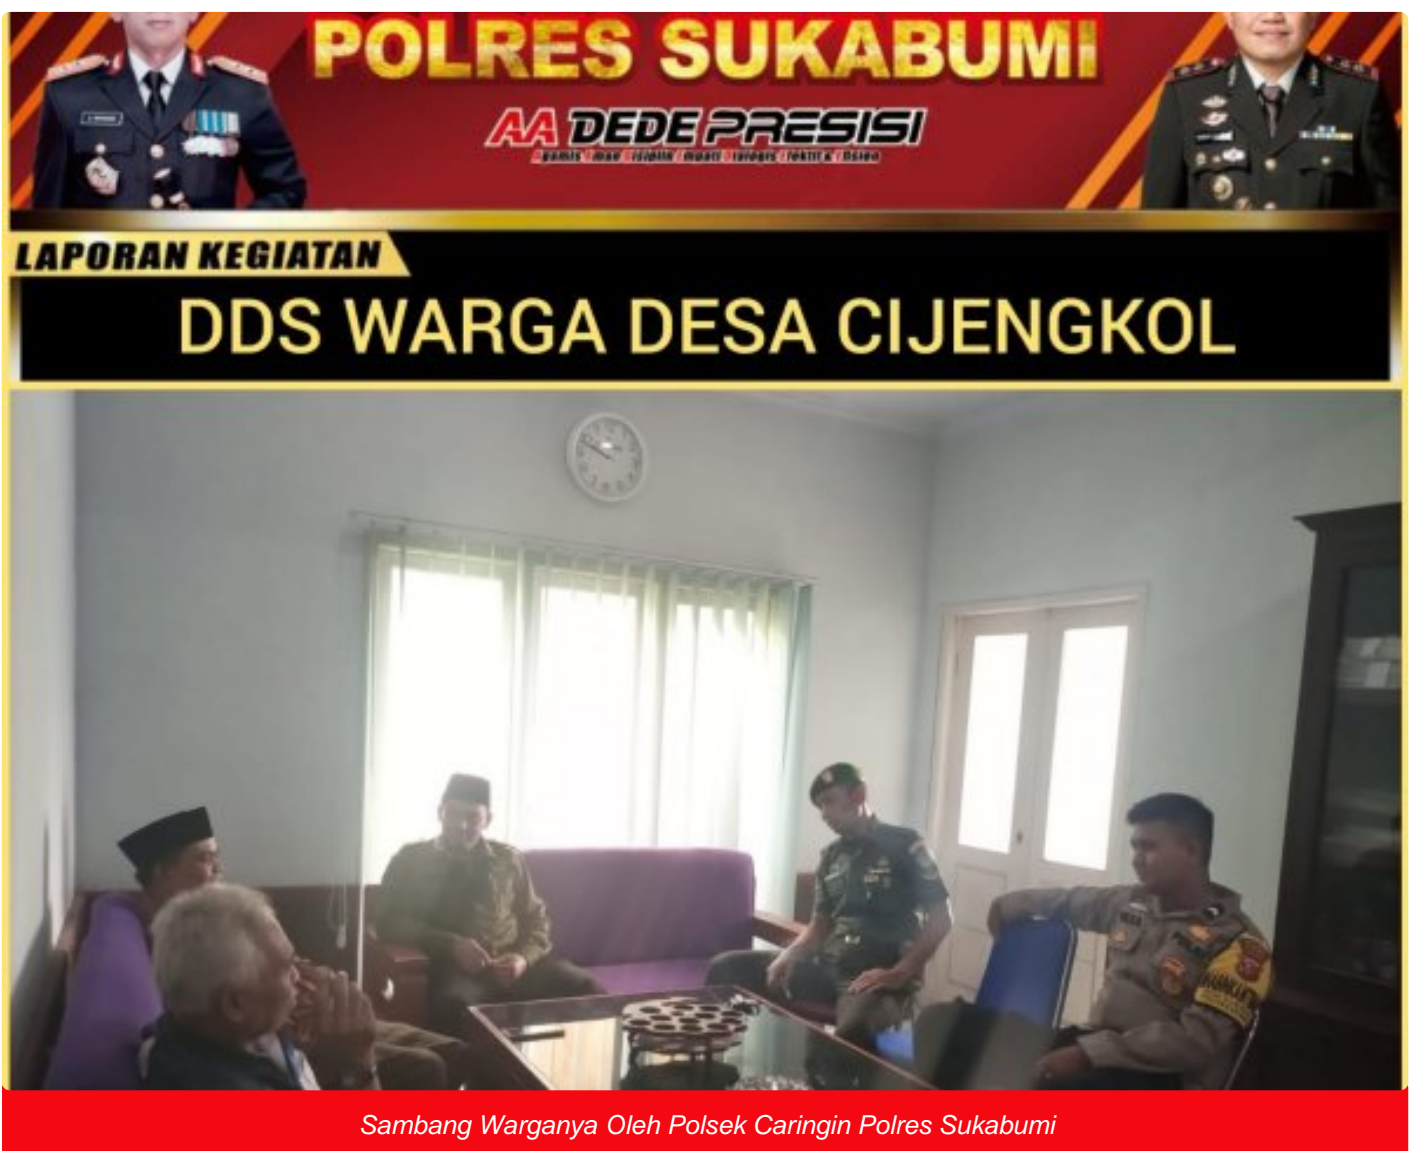 POLRES SUKABUMI
AA DEDE PRESISI
LAPORAN KEGIATAN
DDS WARGA DESA CIJENGKOL
Sambang Warganya Oleh Polsek Caringin Polres Sukabumi